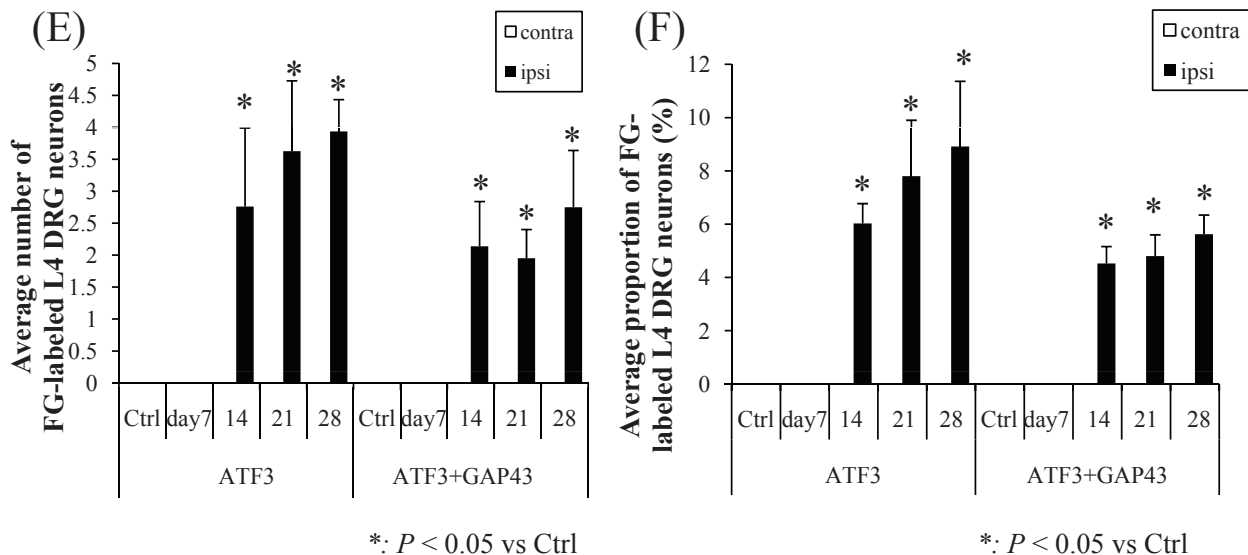 (E)
contra
ipsi
Average number of
FG-labeled L4 DRG neurons
5
4.5
4
3.5
3
2.5
2
1.5
1
0.5
0
* * * * * *
Ctrl day7 14 21 28 Ctrl day7 14 21 28
ATF3 ATF3+GAP43
*: P < 0.05 vs Ctrl
(F)
contra
ipsi
Average proportion of FG-
labeled L4 DRG neurons (%)
12
10
8
6
4
2
0
* * * * * *
Ctrl day7 14 21 28 Ctrl day7 14 21 28
ATF3 ATF3+GAP43
*: P < 0.05 vs Ctrl